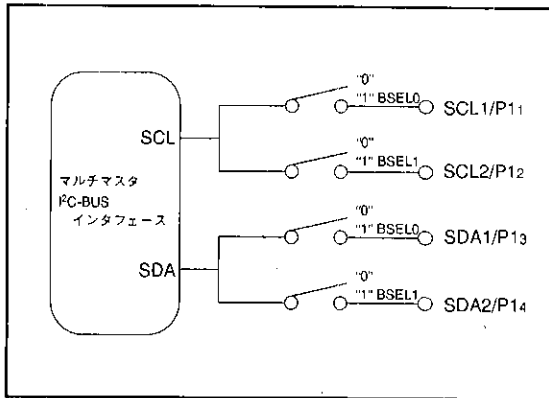 "0"
"1" BSEL0
SCL1/P11
SCL
"0"
"1" BSEL1
SCL2/P12
マルチマスタ
I²C-BUS
インタフェース
"0"
"1" BSEL0
SDA1/P13
SDA
"0"
"1" BSEL1
SDA2/P14